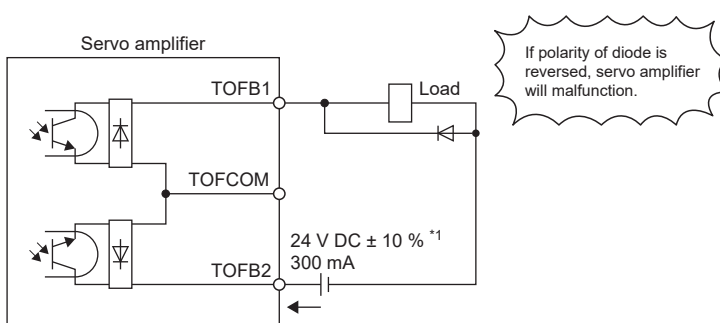 Servo amplifier
If polarity of diode is
reversed, servo amplifier
will malfunction.
TOFB1
Load
TOFCOM
24 V DC ± 10 % *1
300 mA
TOFB2